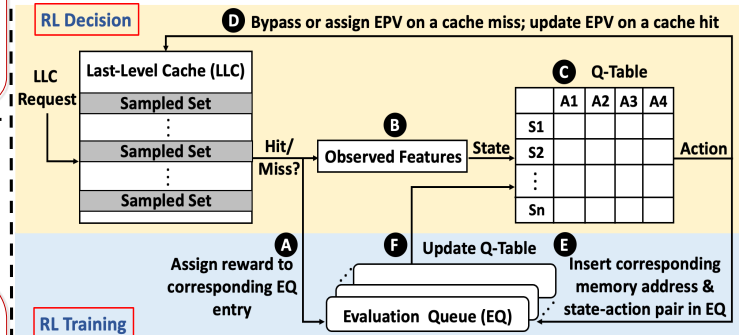 RL Decision
D Bypass or assign EPV on a cache miss; update EPV on a cache hit
Last-Level Cache (LLC)
LLC
Request
Sampled Set
Sampled Set
Sampled Set
Hit/
Miss?
B
Observed Features
State
C Q-Table
A1 A2 A3 A4
S1
S2
Sn
Action
A
Assign reward to
corresponding EQ
entry
F Update Q-Table
E
Insert corresponding
memory address &
state-action pair in EQ
Evaluation Queue (EQ)
RL Training